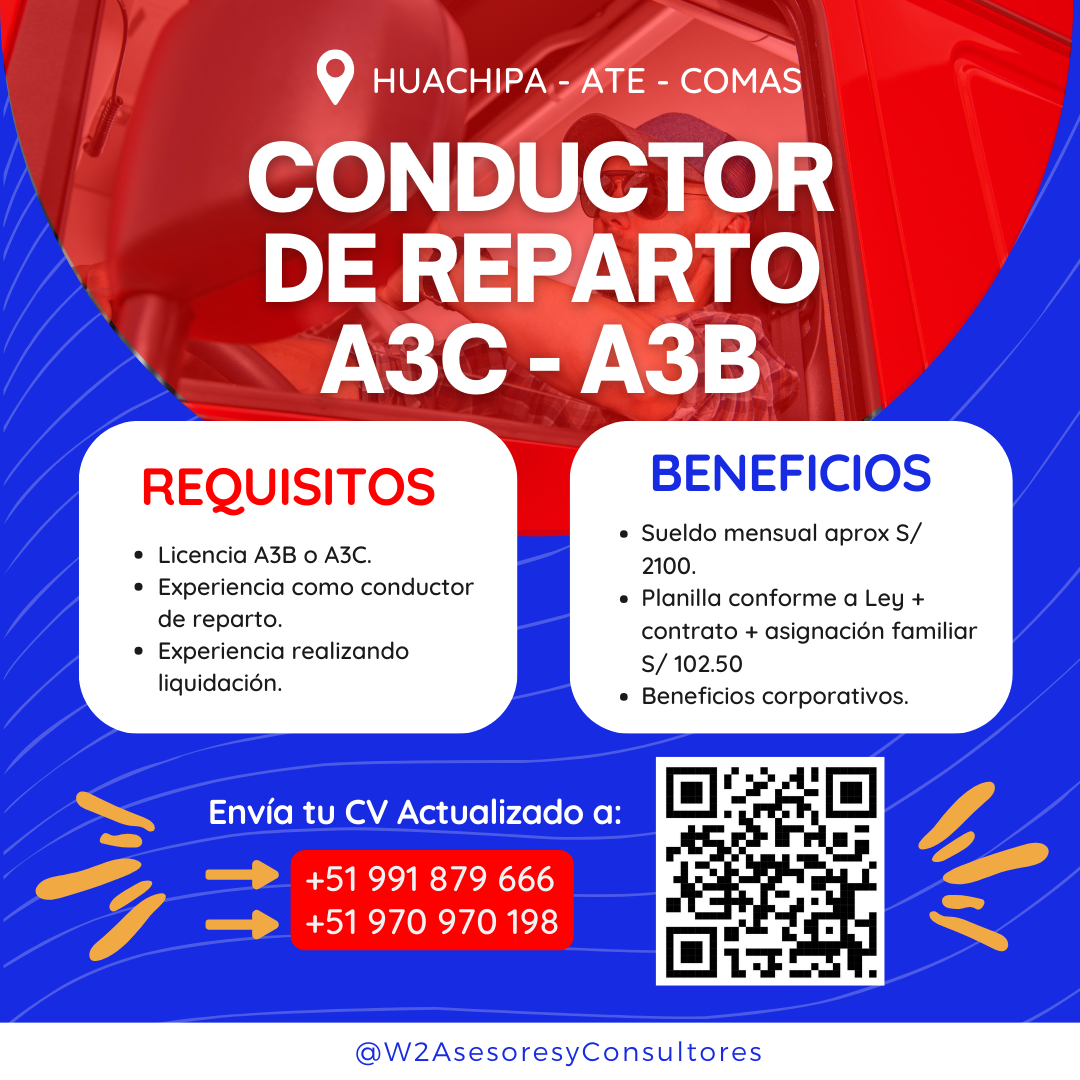 HUACHIPA - ATE - COMAS
CONDUCTOR
DE REPARTO
A3C - A3B
REQUISITOS
• Licencia A3B o A3C.
• Experiencia como conductor
de reparto.
• Experiencia realizando
liquidación.
BENEFICIOS
• Sueldo mensual aprox S/
2100.
• Planilla conforme a Ley +
contrato + asignación familiar
S/ 102.50
• Beneficios corporativos.
Envía tu CV Actualizado a:
+51 991 879 666
+51 970 970 198
@W2AsesoresyConsultores